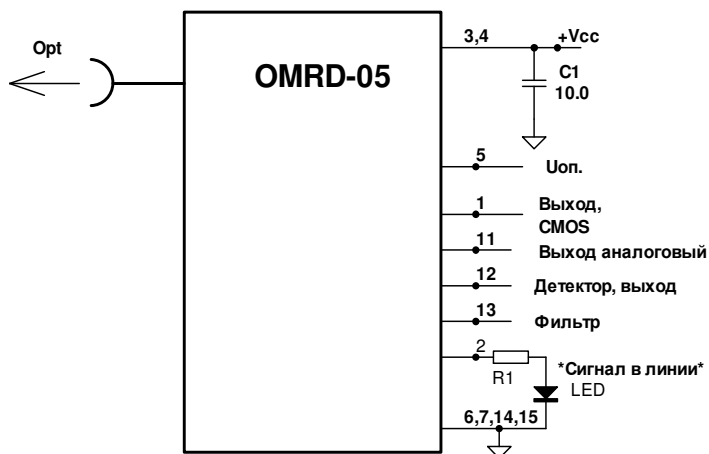 Opt
OMRD-05
3,4
+Vcc
C1
10.0
5
Uоп.
1
Выход,
CMOS
11
Выход аналоговый
12
Детектор, выход
13
Фильтр
2
R1
*Сигнал в линии*
LED
6,7,14,15